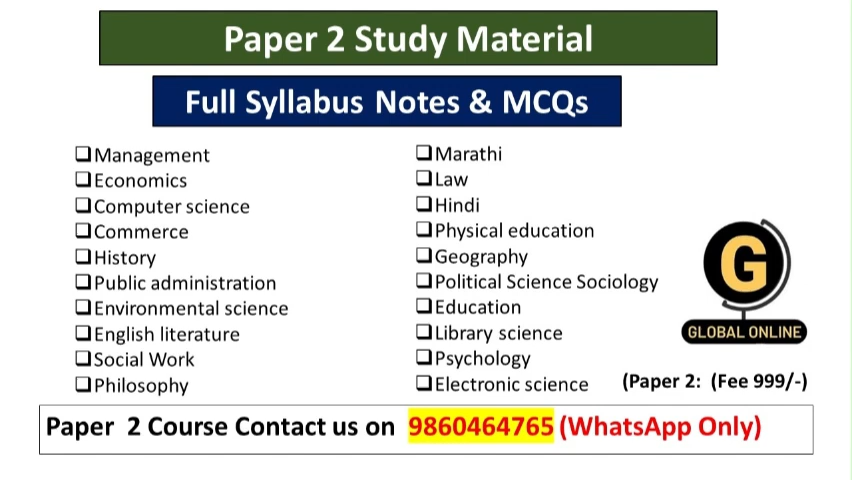 Paper 2 Study Material
Full Syllabus Notes & MCQs
❑Management
❑Economics
❑Computer science
❑Commerce
❑History
❑Public administration
❑Environmental science
❑English literature
❑Social Work
❑Philosophy
❑Marathi
❑Law
❑Hindi
❑Physical education
❑Geography
❑Political Science Sociology
❑Education
❑Library science
❑Psychology
❑Electronic science
G
GLOBAL ONLINE
(Paper 2: (Fee 999/-)
Paper 2 Course Contact us on 9860464765 (WhatsApp Only)